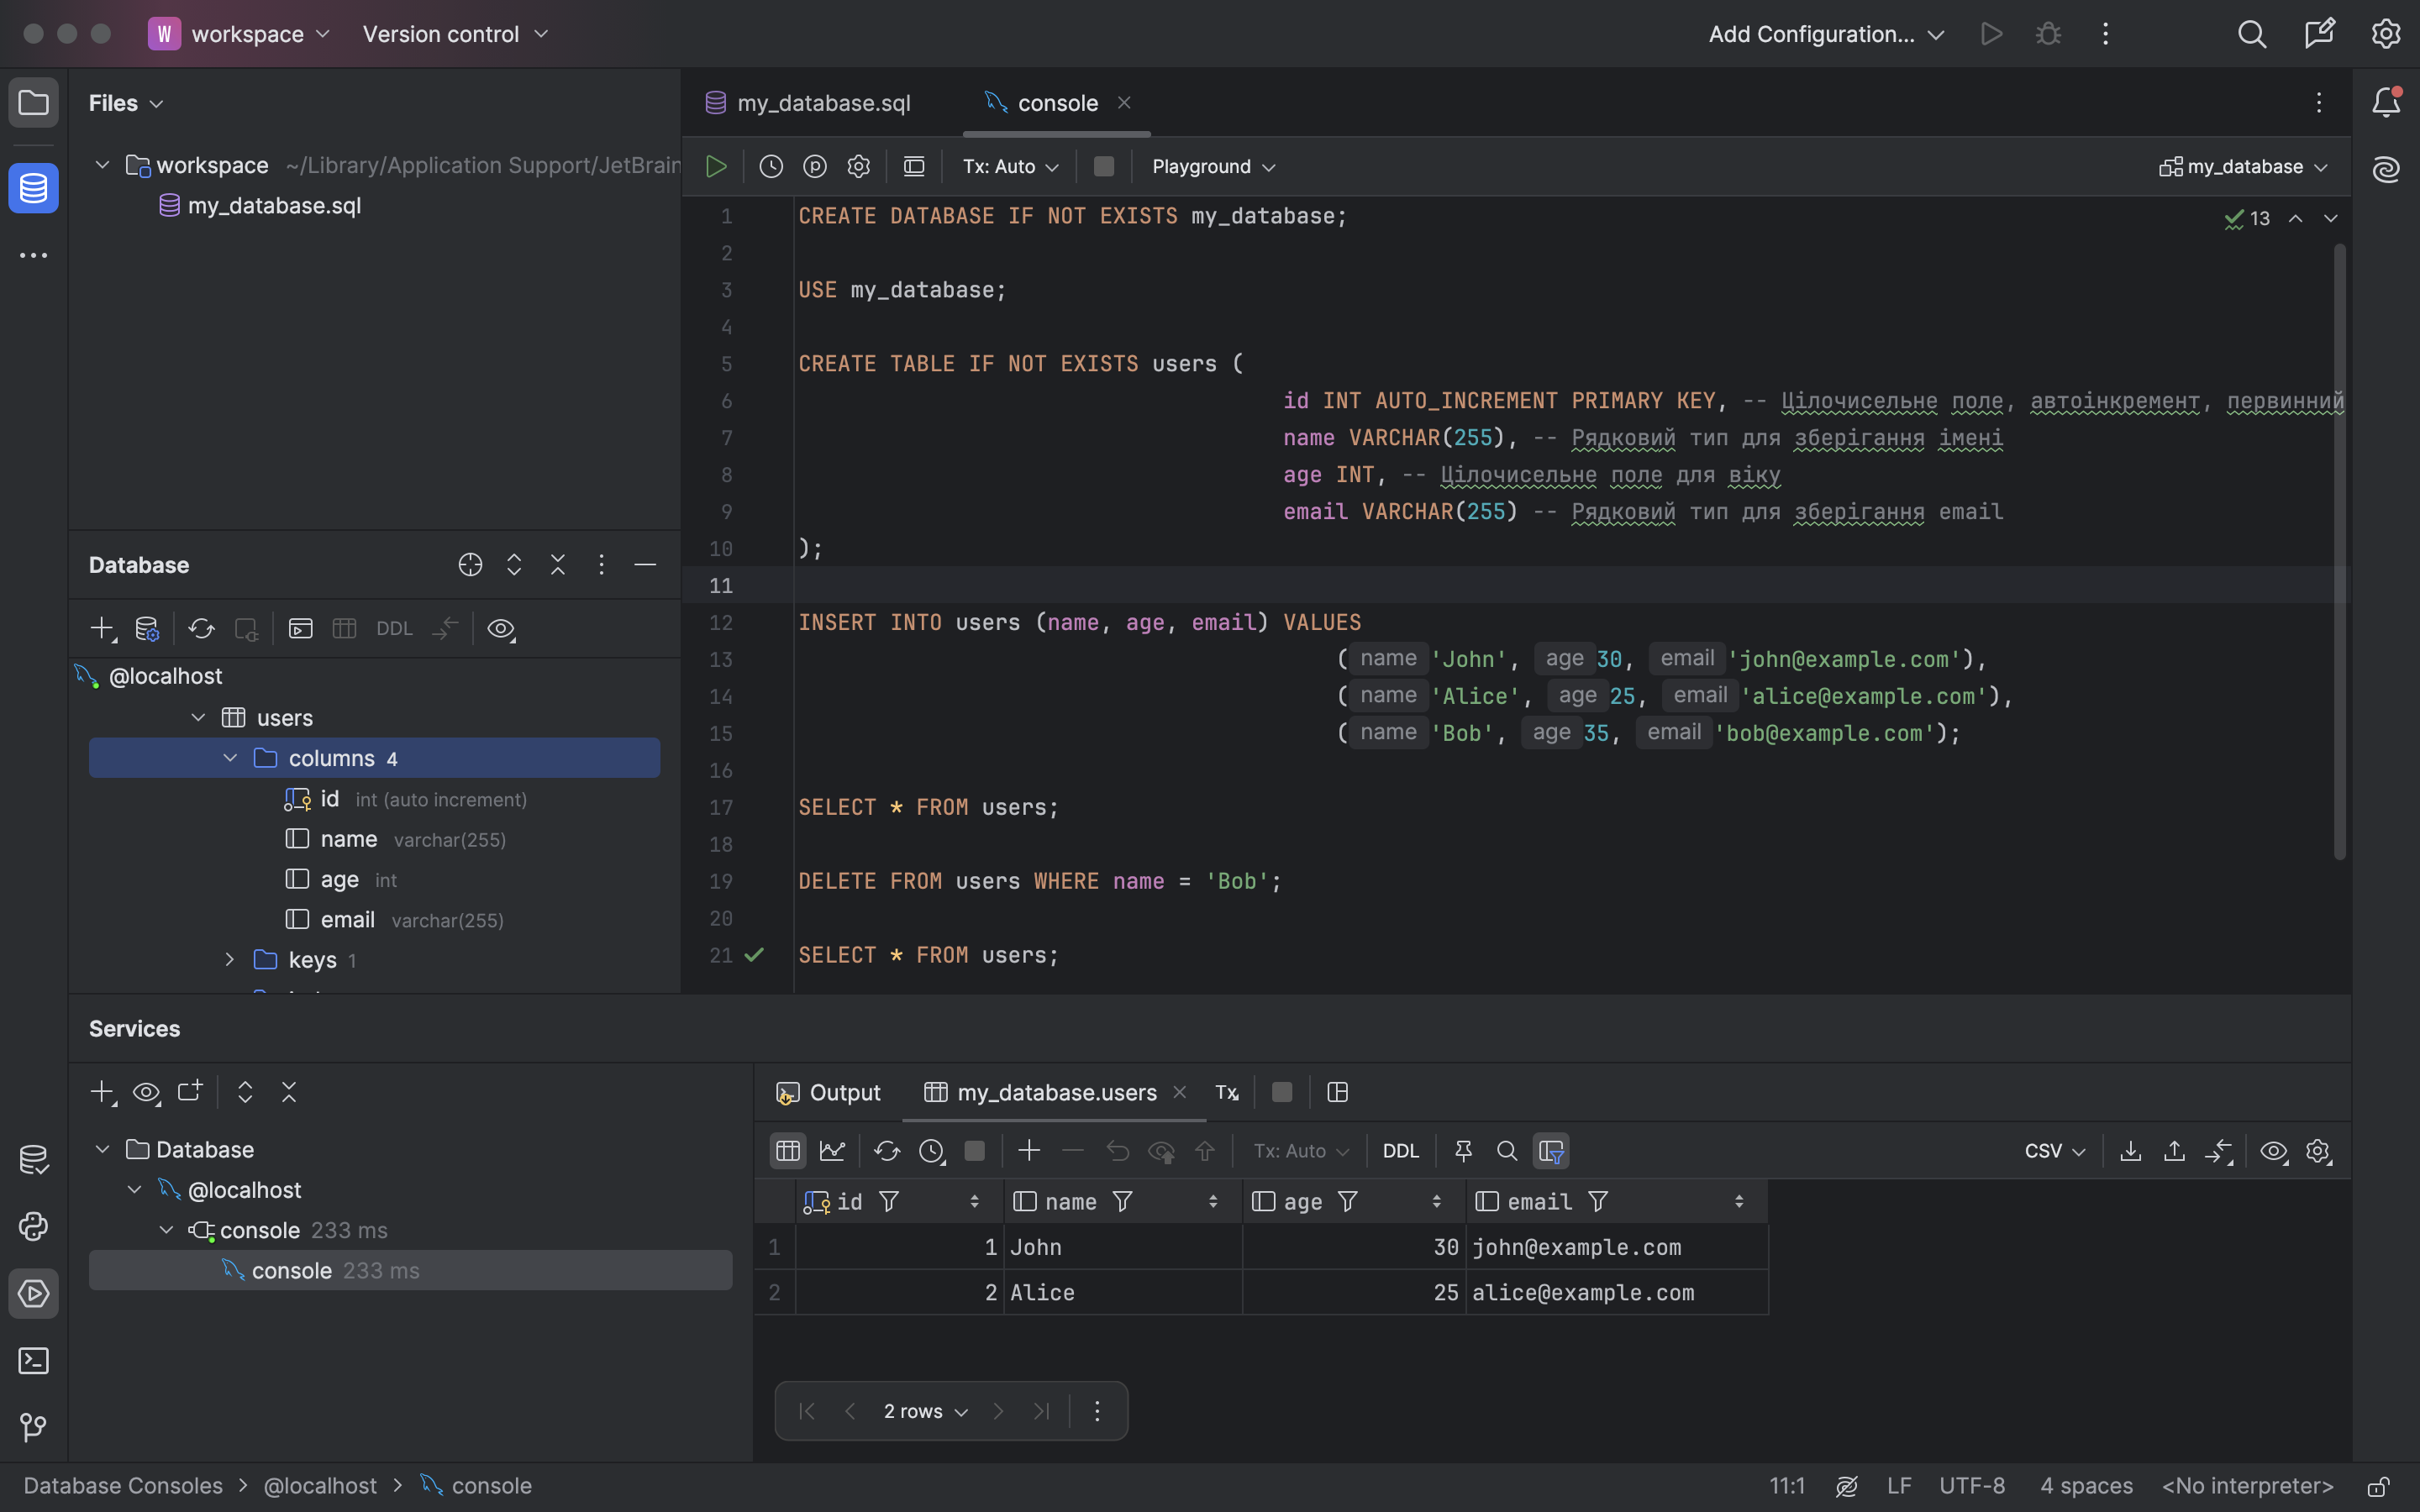 W workspace Version control Add Configuration...
Files
workspace ~/Library/Application Support/JetBrain
my_database.sql
Database
DDL
@localhost
users
columns 4
id int (auto increment)
name varchar(255)
age int
email varchar(255)
keys 1
my_database.sql console
Tx: Auto Playground my_database
13
1 CREATE DATABASE IF NOT EXISTS my_database;
2
3 USE my_database;
4
5 CREATE TABLE IF NOT EXISTS users (
6 id INT AUTO_INCREMENT PRIMARY KEY, -- Цілочисельне поле, автоінкремент, первинний
7 name VARCHAR(255), -- Рядковий тип для зберігання імені
8 age INT, -- Цілочисельне поле для віку
9 email VARCHAR(255) -- Рядковий тип для зберігання email
10 );
11
12 INSERT INTO users (name, age, email) VALUES
13 ( name 'John', age 30, email 'john@example.com'),
14 ( name 'Alice', age 25, email 'alice@example.com'),
15 ( name 'Bob', age 35, email 'bob@example.com');
16
17 SELECT * FROM users;
18
19 DELETE FROM users WHERE name = 'Bob';
20
21 SELECT * FROM users;
Services
Database
@localhost
console 233 ms
console 233 ms
Output my_database.users Tx
Tx: Auto DDL CSV
id name age email
1 1 John 30 john@example.com
2 2 Alice 25 alice@example.com
2 rows
Database Consoles > @localhost > console 11:1 LF UTF-8 4 spaces <No interpreter>